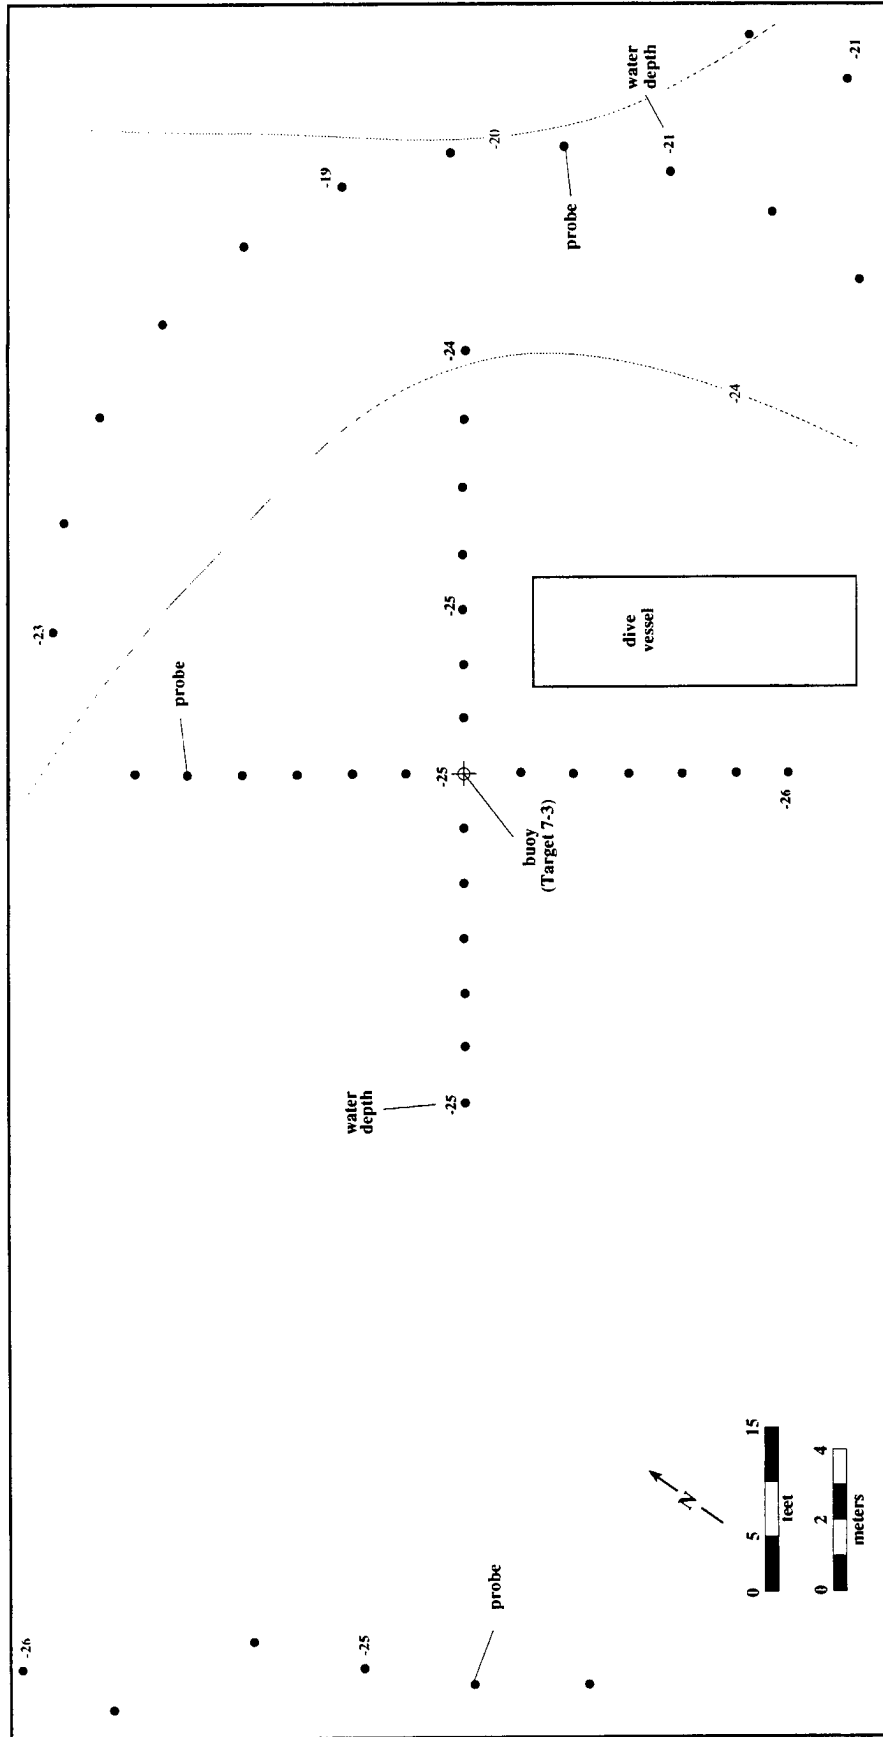 -26
-23
probe
-19
water
depth
-25
-25
-25
-25
-24
probe
-20
buoy
(Target 7-3)
probe
dive
vessel
water
depth
-21
N
-24
0 5 15
feet
-26
0 2 4
meters
-21